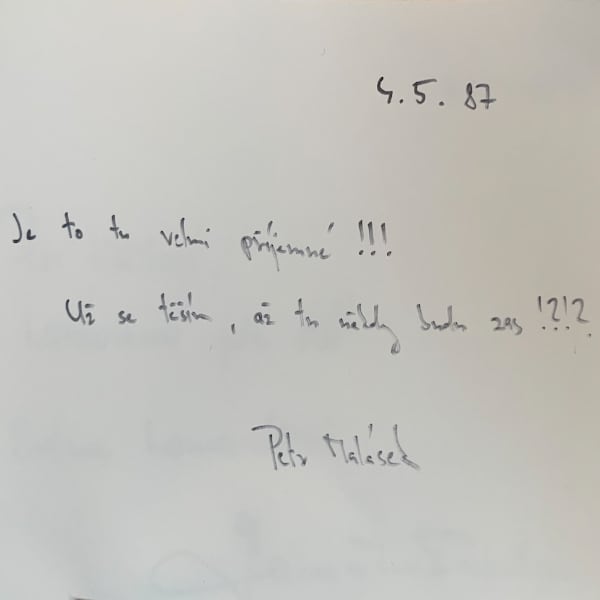 4.5.87
Je to tu velmi příjemné !!!
Už se těším, až tu někdy budu zas !?!?
Petr Malásek